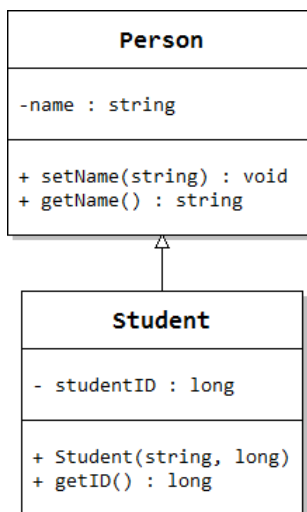 Person
-name : string
+ setName(string) : void
+ getName() : string
Student
- studentID : long
+ Student(string, long)
+ getID() : long